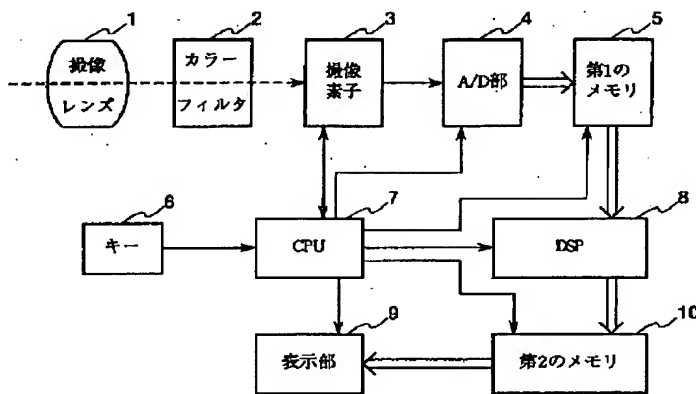 1
2
3
4
5
撮像
レンズ
カラー
フィルタ
撮像
素子
A/D部
第1の
メモリ
6
7
8
キー
CPU
DSP
9
10
表示部
第2のメモリ